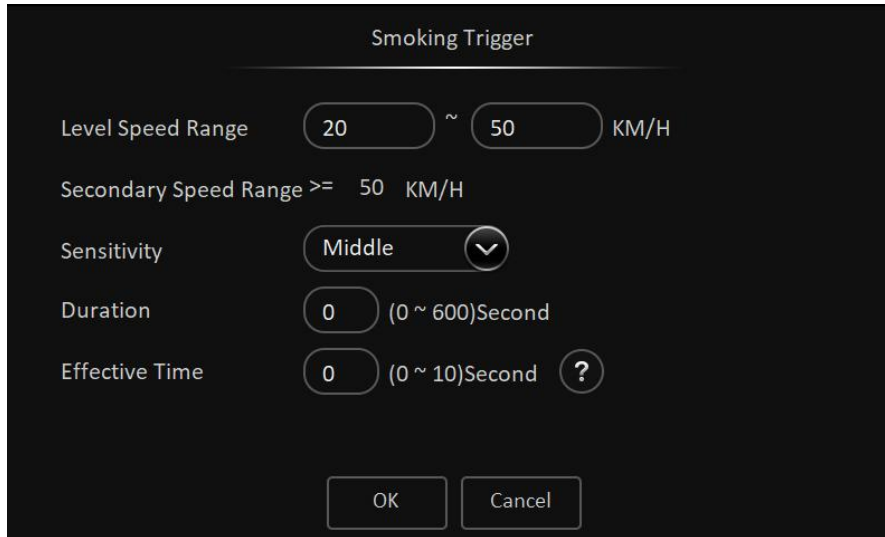 Smoking Trigger
Level Speed Range 20 ~ 50 KM/H
Secondary Speed Range >= 50 KM/H
Sensitivity Middle
Duration 0 (0 ~ 600)Second
Effective Time 0 (0 ~ 10)Second ?
OK Cancel